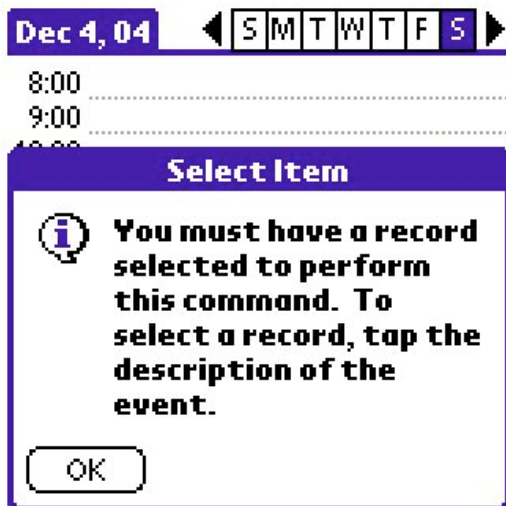 Dec 4, 04 S M T W T F S
8:00
9:00
Select Item
You must have a record
selected to perform
this command. To
select a record, tap the
description of the
event.
OK